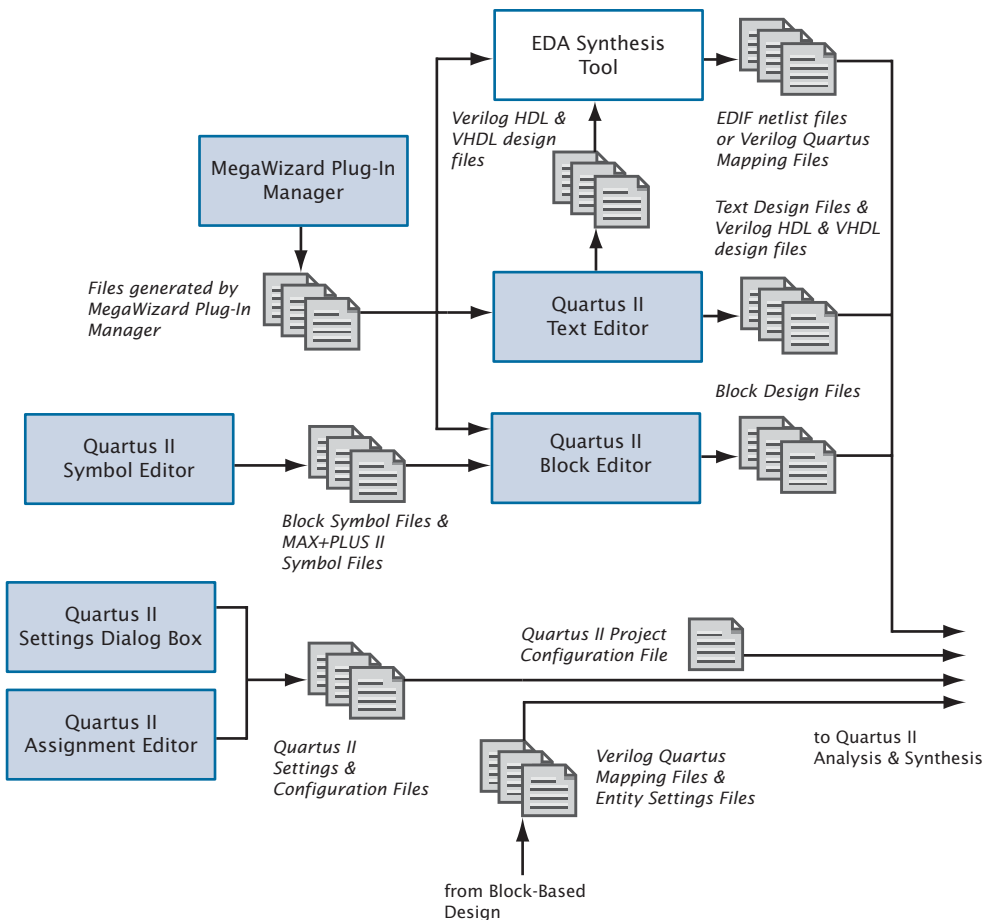 EDA Synthesis
Tool
Verilog HDL &
VHDL design
files
EDIF netlist files
or Verilog Quartus
Mapping Files
MegaWizard Plug-In
Manager
Text Design Files &
Verilog HDL & VHDL
design files
Files generated by
MegaWizard Plug-In
Manager
Quartus II
Text Editor
Block Design Files
Quartus II
Symbol Editor
Quartus II
Block Editor
Block Symbol Files &
MAX+PLUS II
Symbol Files
Quartus II
Settings Dialog Box
Quartus II Project
Configuration File
Quartus II
Assignment Editor
Quartus II
Settings &
Configuration Files
Verilog Quartus
Mapping Files &
Entity Settings Files
to Quartus II
Analysis & Synthesis
from Block-Based
Design